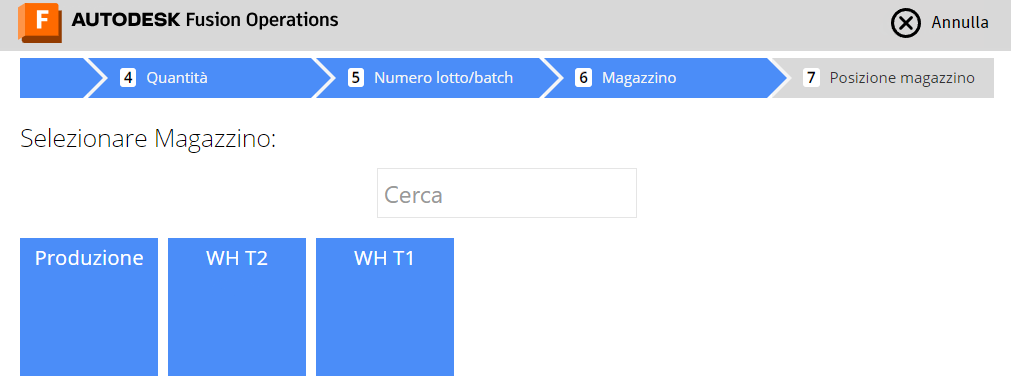 F AUTODESK Fusion Operations Annulla
4 Quantità 5 Numero lotto/batch 6 Magazzino 7 Posizione magazzino
Selezionare Magazzino:
Cerca
Produzione WH T2 WH T1